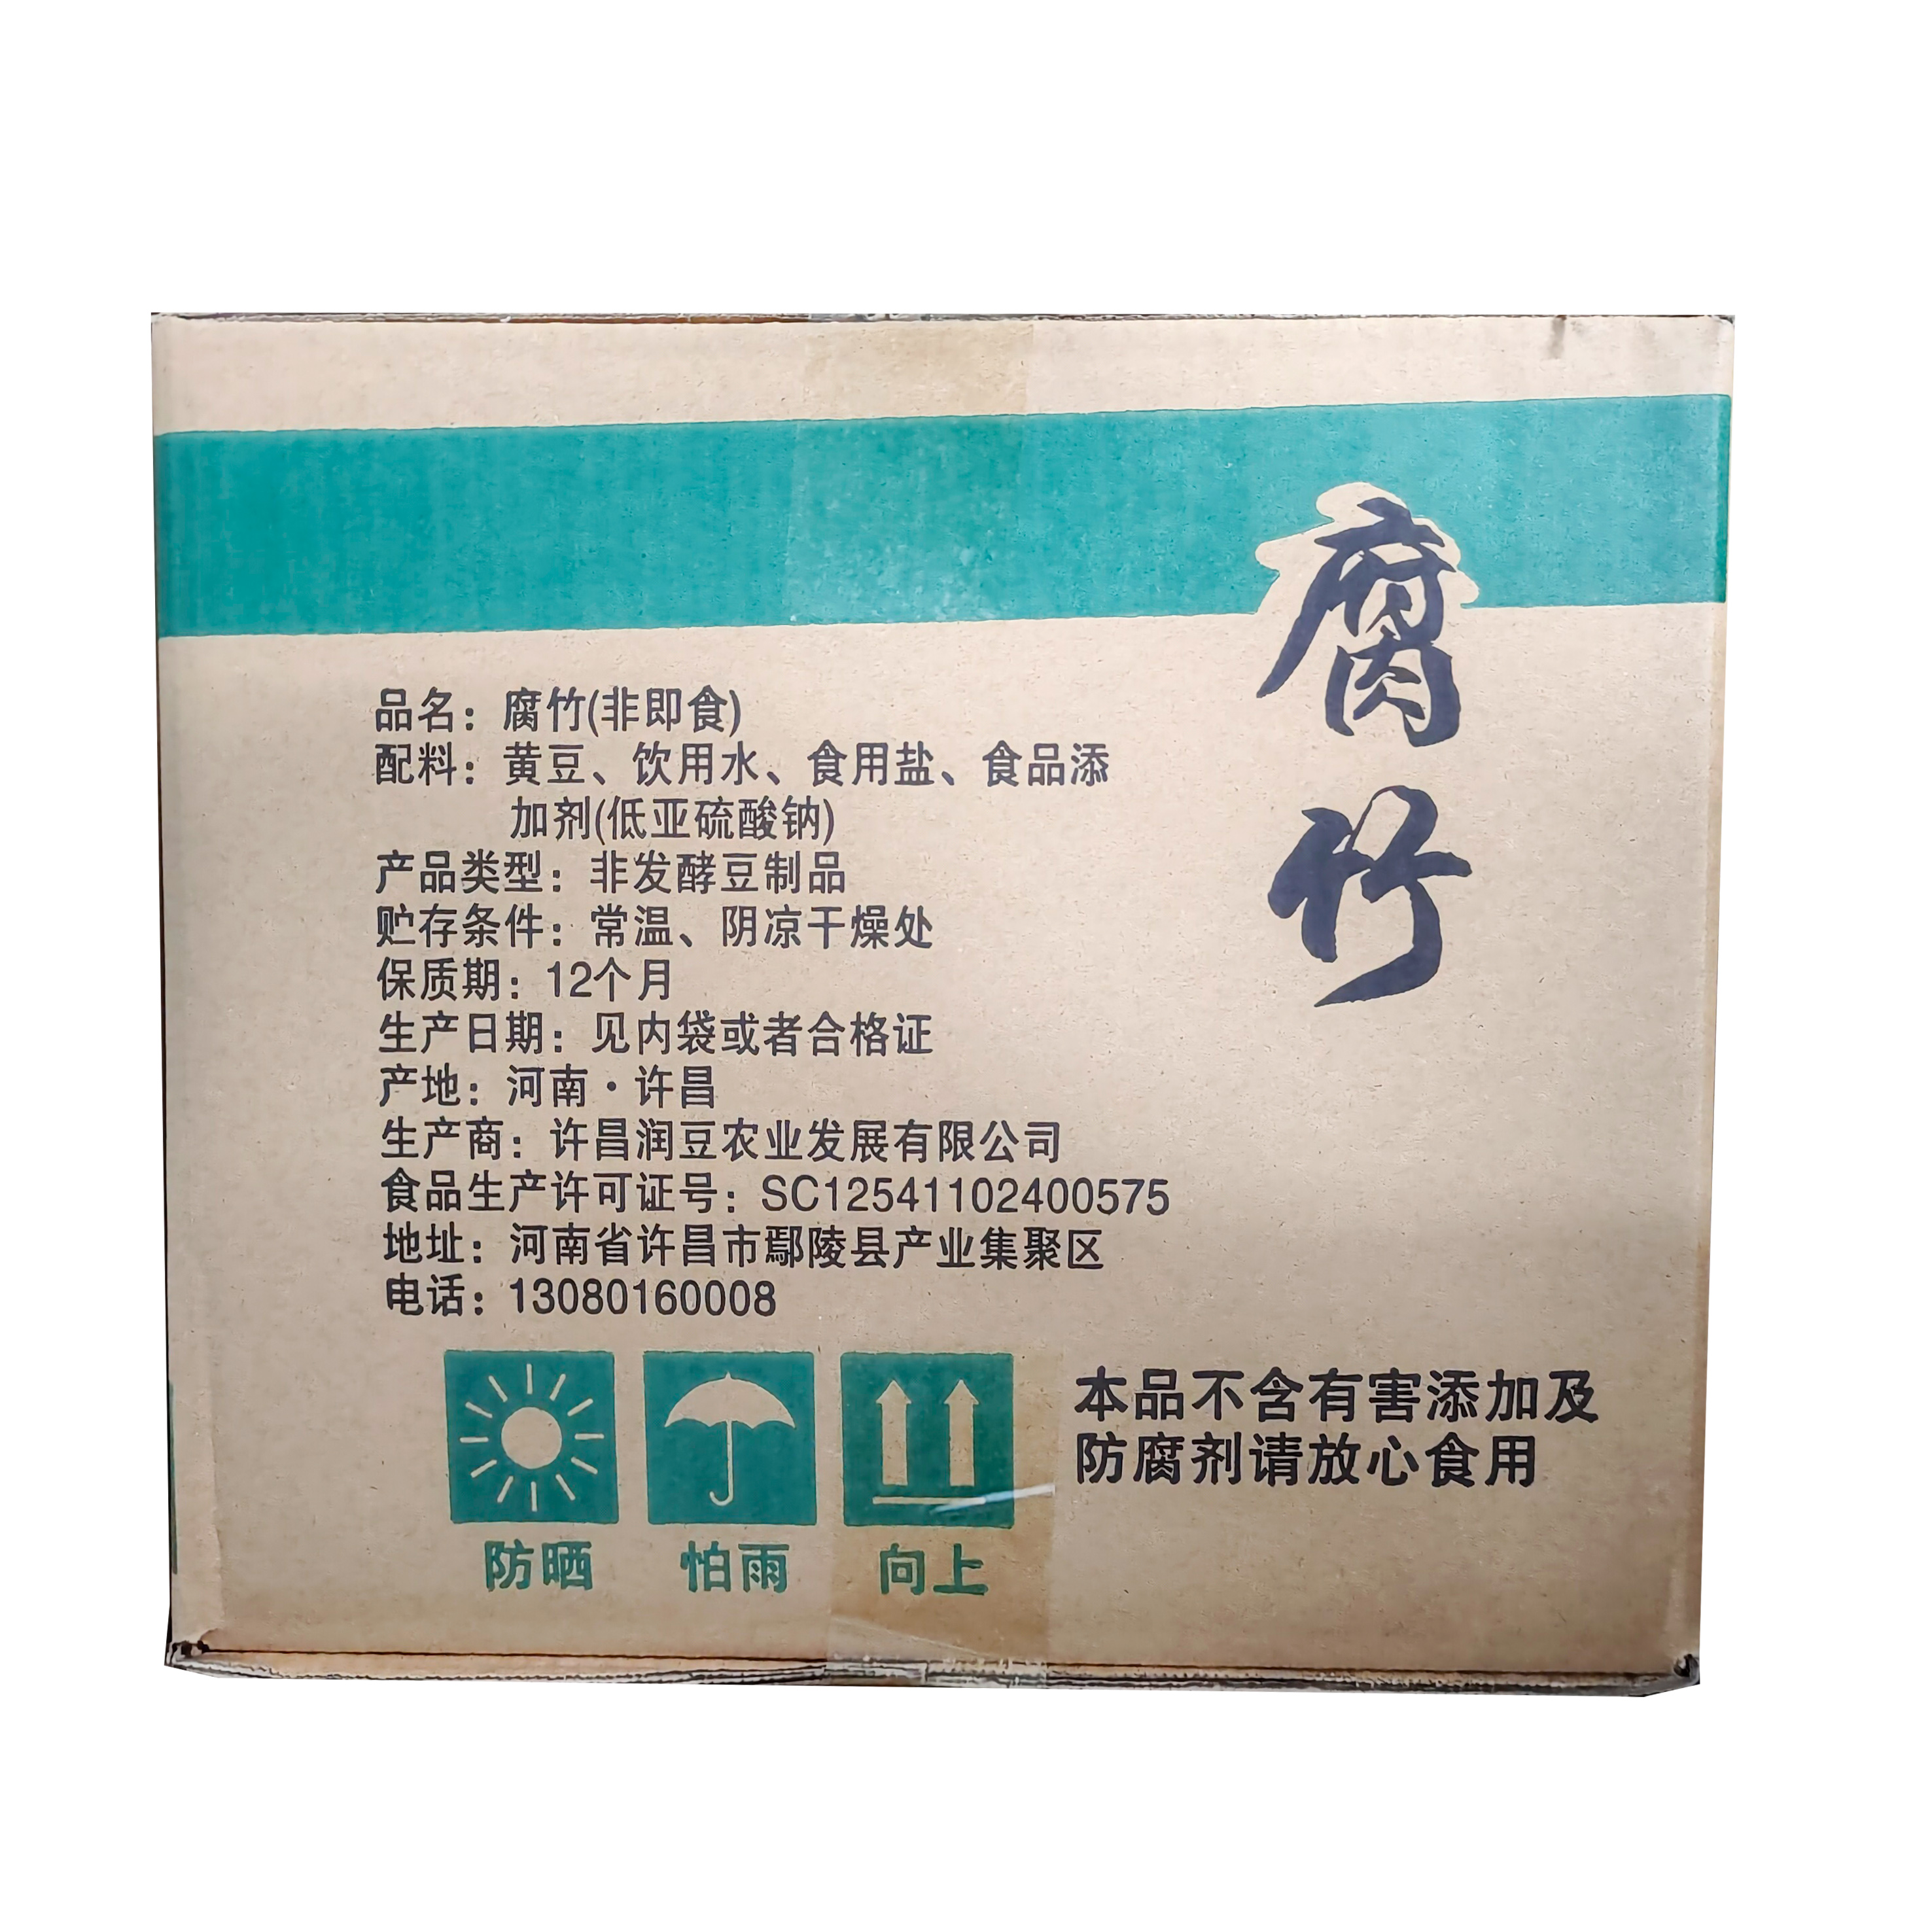 腐竹
品名：腐竹(非即食)
配料：黄豆、饮用水、食用盐、食品添
加剂(低亚硫酸钠)
产品类型：非发酵豆制品
贮存条件：常温、阴凉干燥处
保质期：12个月
生产日期：见内袋或者合格证
产地：河南·许昌
生产商：许昌润豆农业发展有限公司
食品生产许可证号：SC12541102400575
地址：河南省许昌市鄢陵县产业集聚区
电话：13080160008
本品不含有害添加及
防腐剂请放心食用
防晒
怕雨
向上